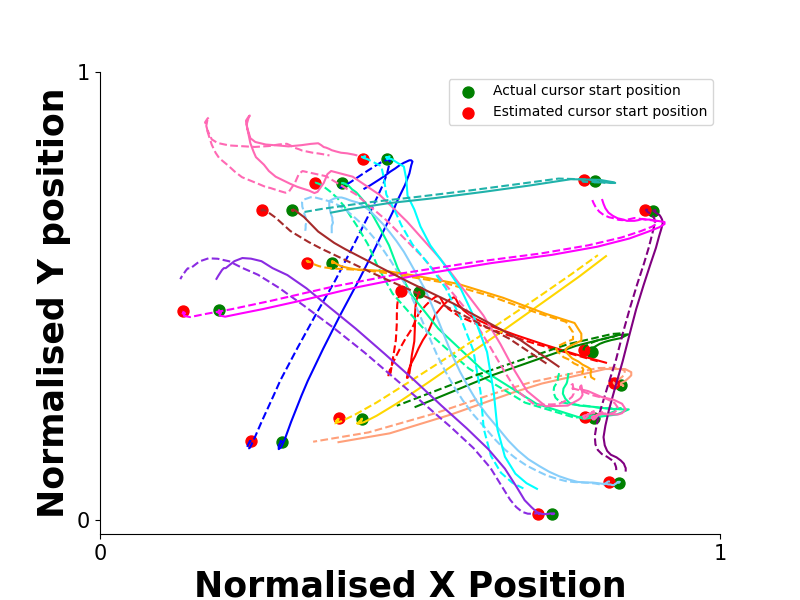 1
Actual cursor start position
Estimated cursor start position
Normalised Y position
0
0
1
Normalised X Position